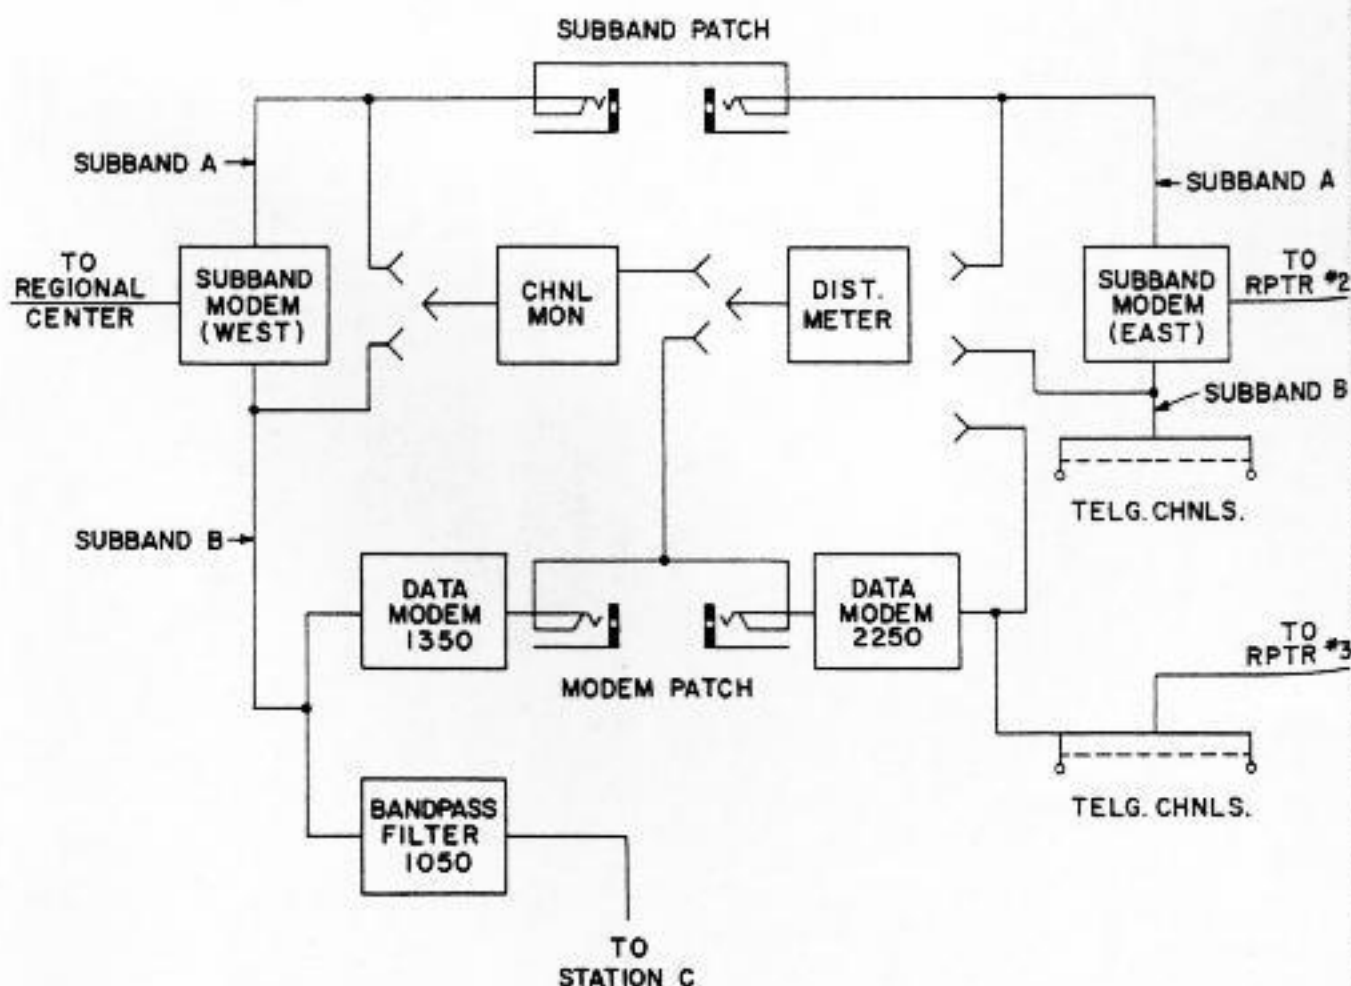 SUBBAND PATCH
SUBBAND A
SUBBAND A
TO
REGIONAL
CENTER
SUBBAND
MODEM
(WEST)
CHNL
MON
DIST.
METER
SUBBAND
MODEM
(EAST)
TO
RPTR #2
SUBBAND B
TELG. CHNLS.
SUBBAND B
DATA
MODEM
1350
MODEM PATCH
DATA
MODEM
2250
TO
RPTR #3
TELG. CHNLS.
BANDPASS
FILTER
1050
TO
STATION C